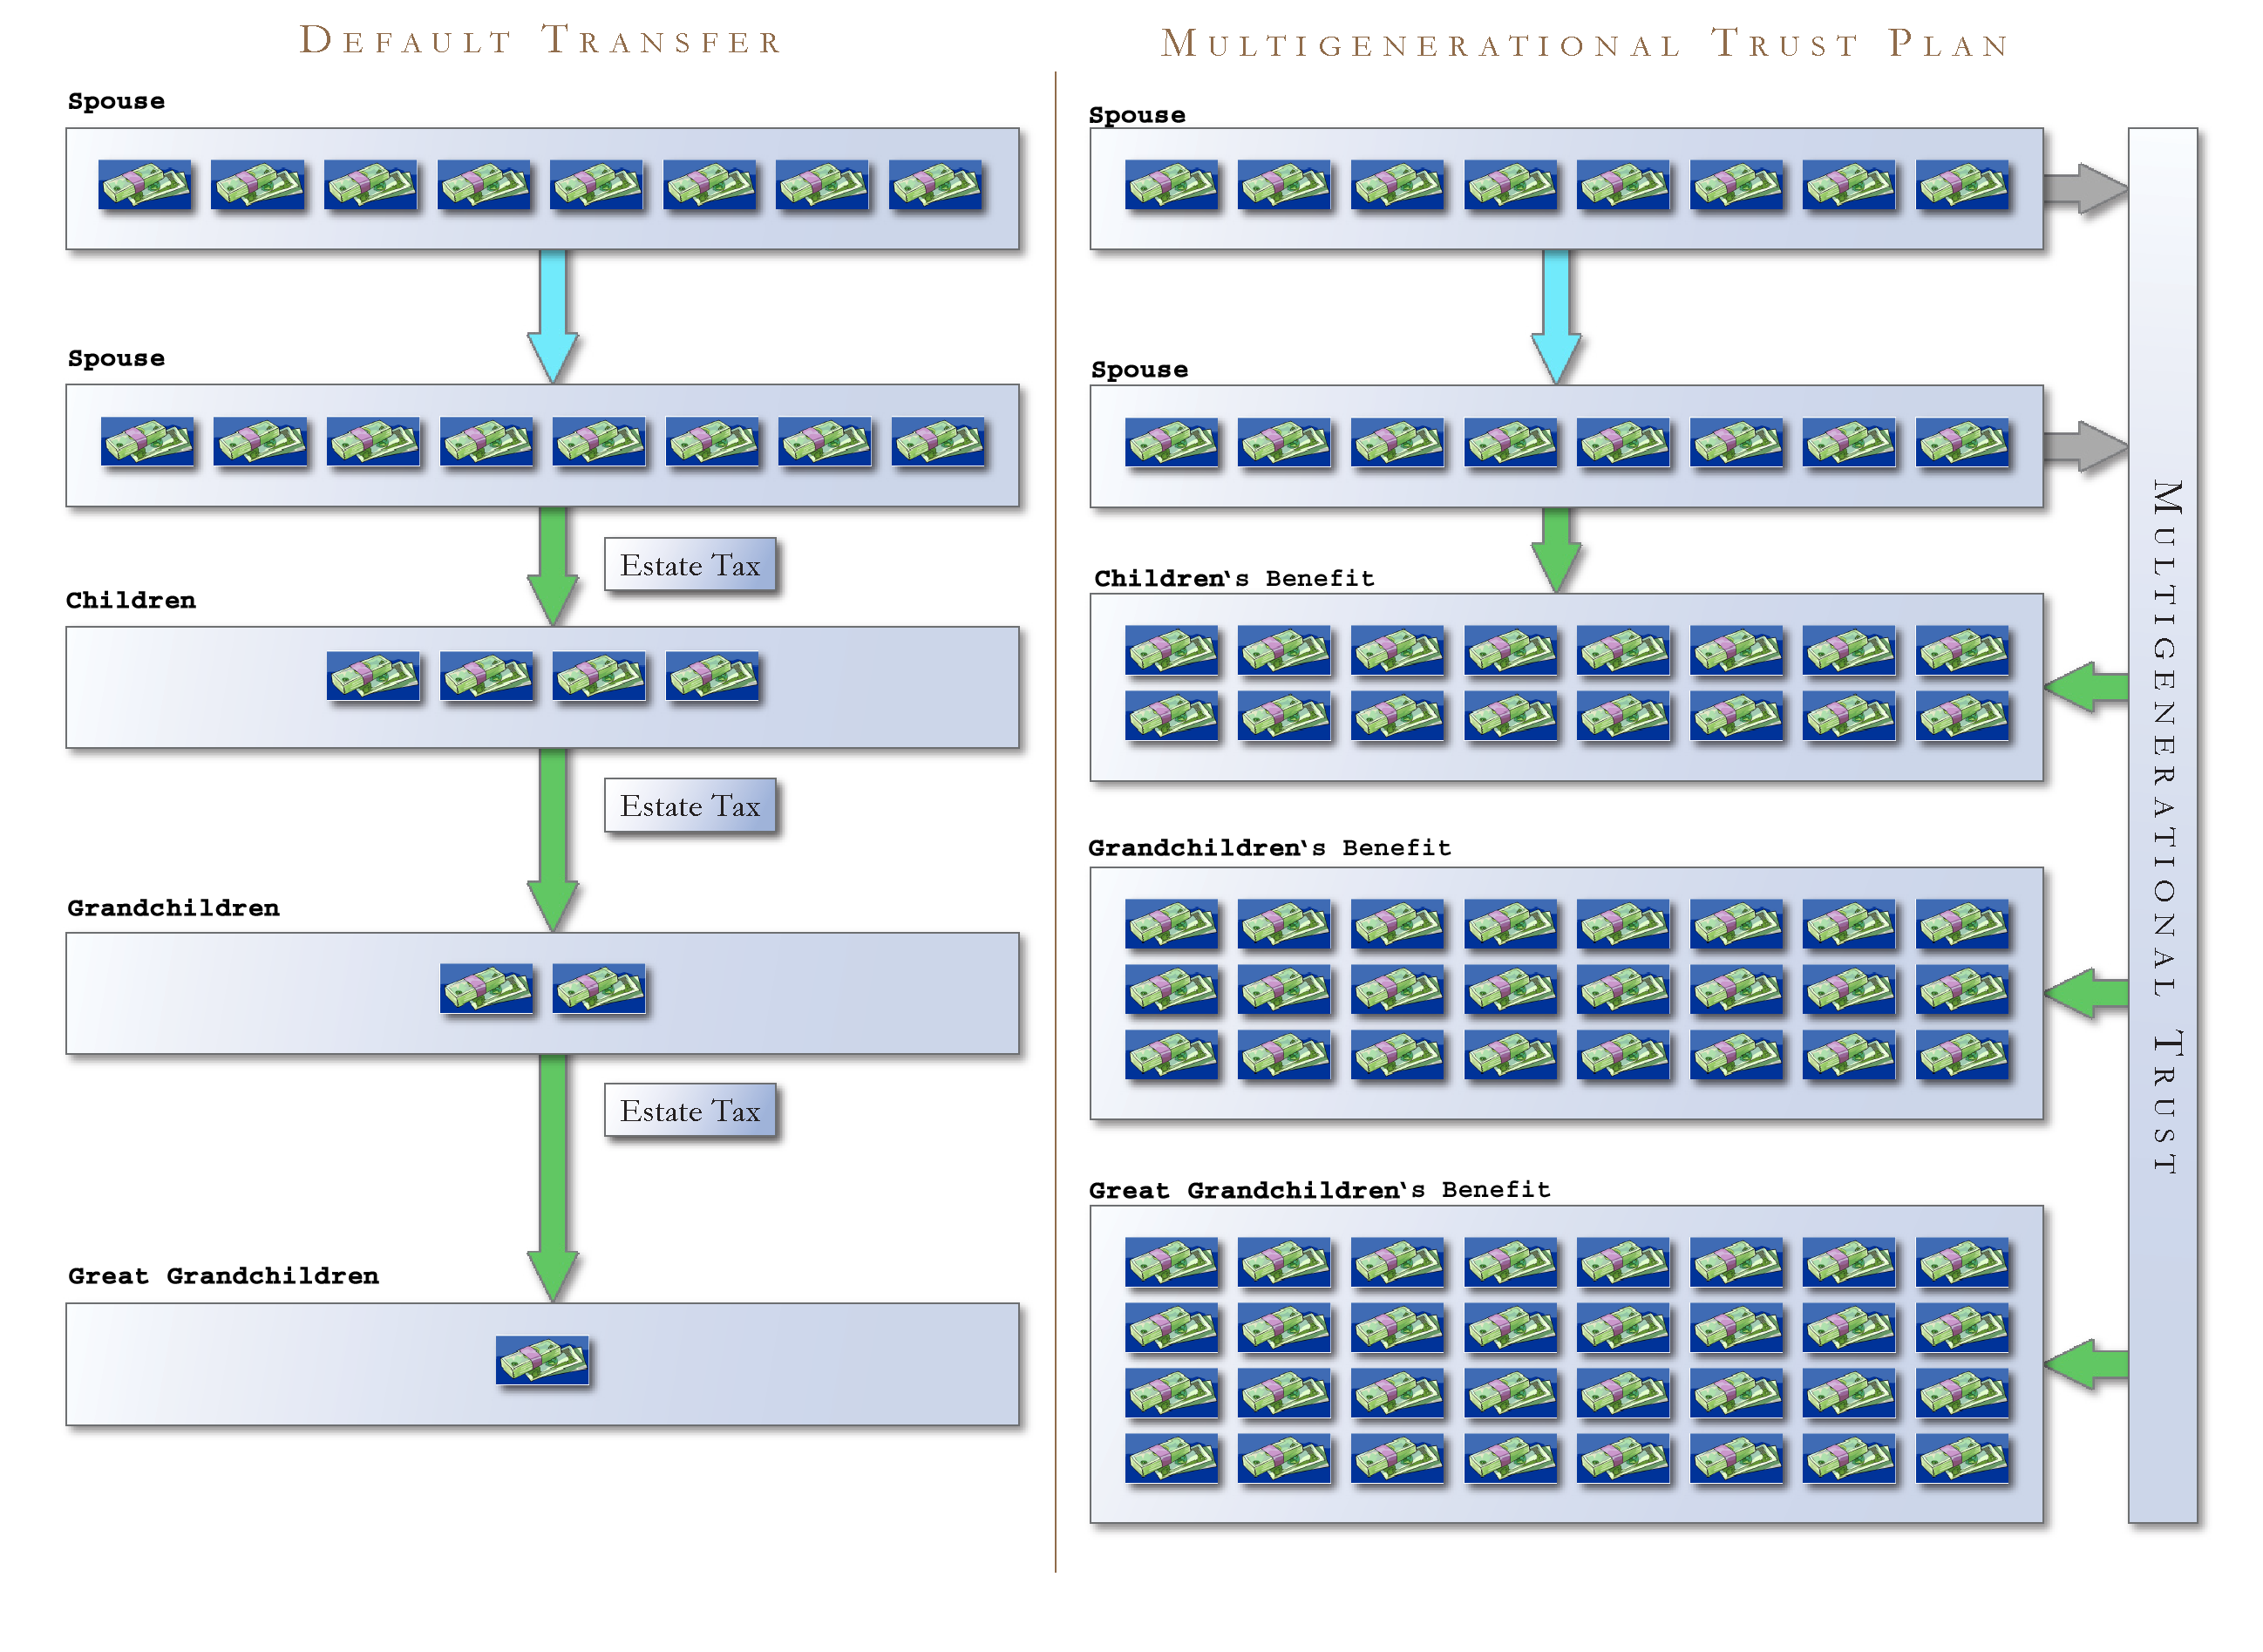 DEFAULT TRANSFER
Spouse
Spouse
Estate Tax
Children
Estate Tax
Grandchildren
Estate Tax
Great Grandchildren
MULTIGENERATIONAL TRUST PLAN
Spouse
Spouse
Children‘s Benefit
Grandchildren‘s Benefit
Great Grandchildren‘s Benefit
MULTIGENERATIONAL TRUST